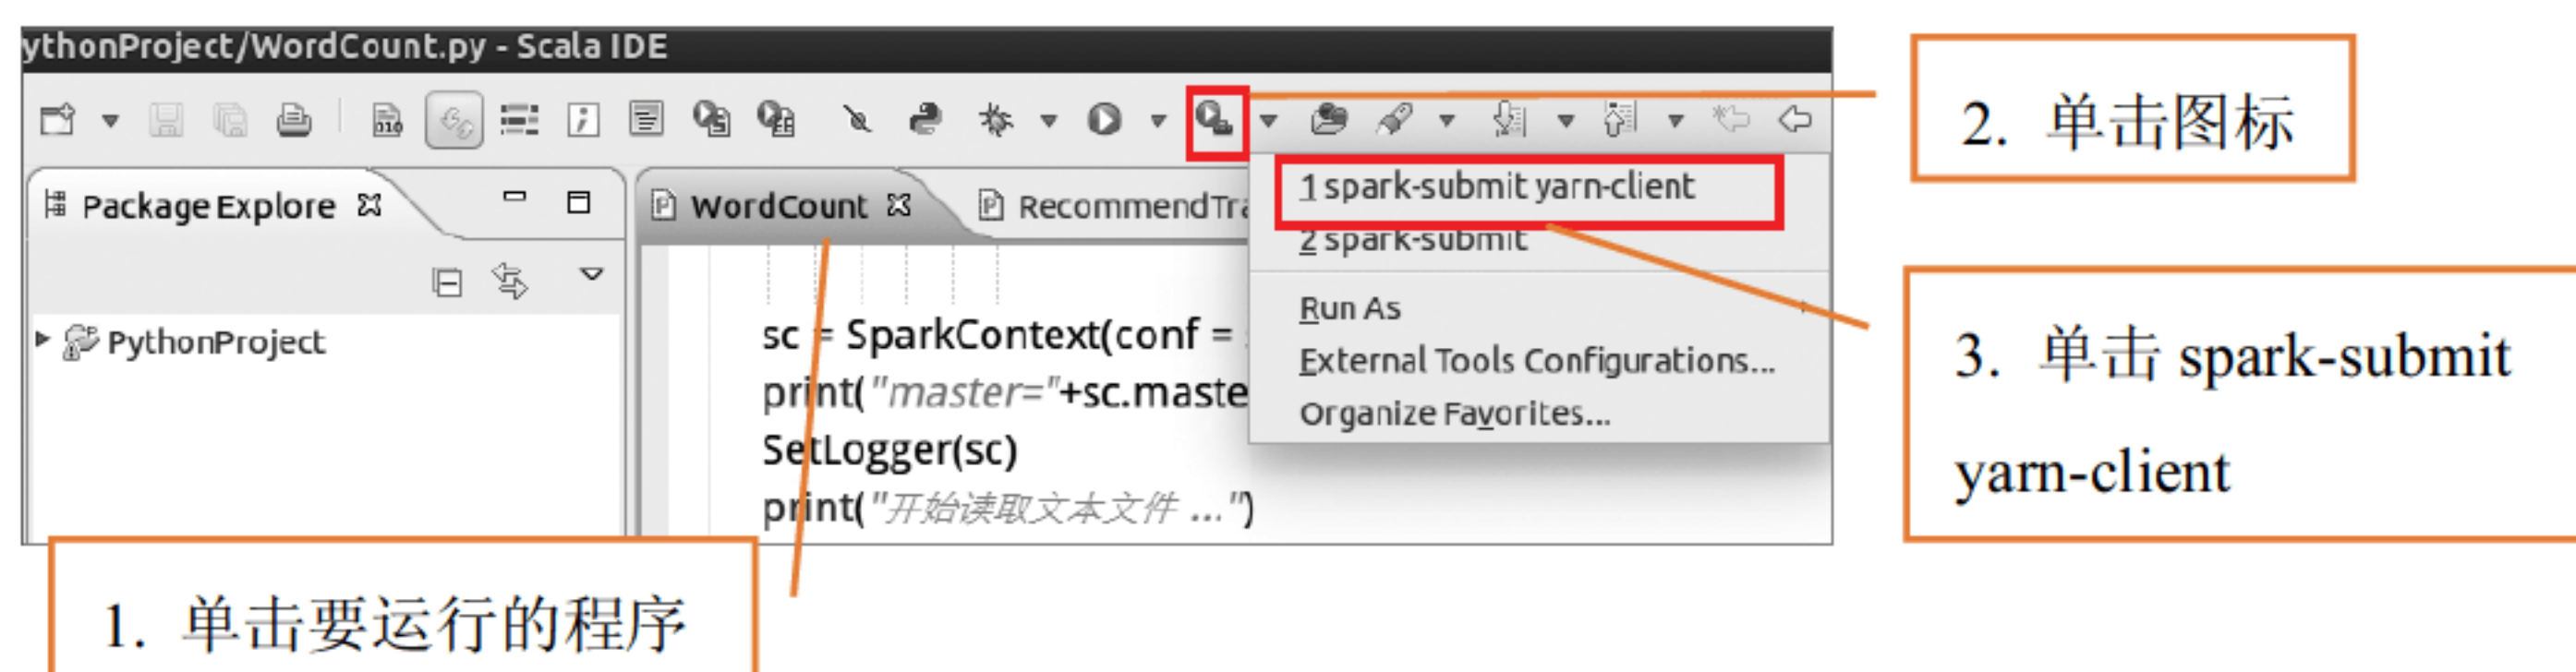 ythonProject/WordCount.py - Scala IDE
2. 单击图标
Package Explore
WordCount
RecommendTra
1 spark-submit yarn-client
2 spark-submit
Run As
External Tools Configurations...
Organize Favorites...
PythonProject
sc = SparkContext(conf =
print("master="+sc.maste
SetLogger(sc)
print("开始读取文本文件 ...")
3. 单击 spark-submit
yarn-client
1. 单击要运行的程序